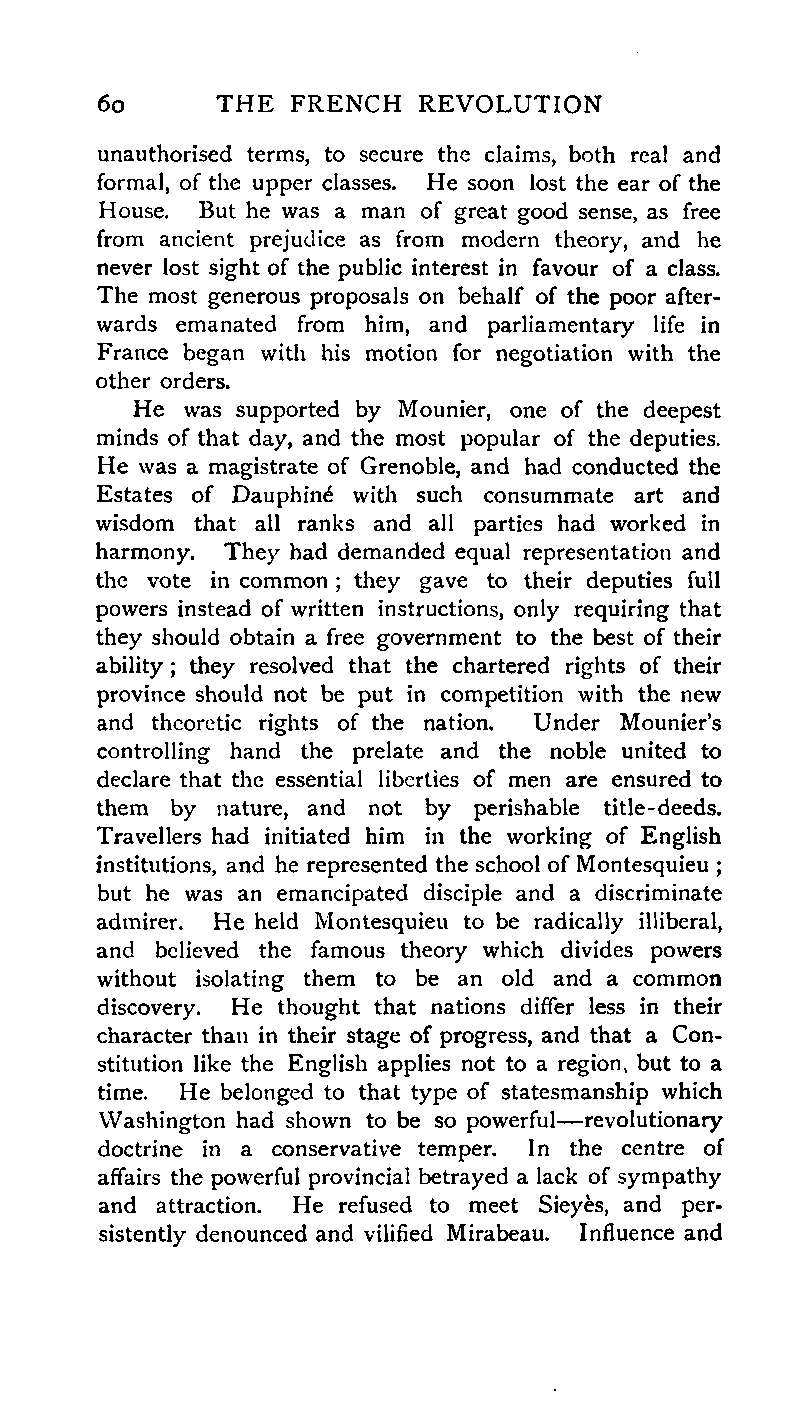 60 THE FRENCH REVOLUTION
unauthorised terms, to secure the claims, both real and
formal, of the upper classes. He soon lost the ear of the
House. But he was a man of great good sense, as free
from ancient prejudice as from modern theory, and he
never lost sight of the public interest in favour of a class.
The most generous proposals on behalf of the poor after-
wards emanated from him, and parliamentary life in
France began with his motion for negotiation with the
other orders.
He was supported by Mounier, one of the deepest
minds of that day, and the most popular of the deputies.
He was a magistrate of Grenoble, and had conducted the
Estates of Dauphiné with such consummate art and
wisdom that all ranks and all parties had worked in
harmony. They had demanded equal representation and
the vote in common ; they gave to their deputies full
powers instead of written instructions, only requiring that
they should obtain a free government to the best of their
ability ; they resolved that the chartered rights of their
province should not be put in competition with the new
and theoretic rights of the nation. Under Mounier's
controlling hand the prelate and the noble united to
declare that the essential liberties of men are ensured to
them by nature, and not by perishable title-deeds.
Travellers had initiated him in the working of English
institutions, and he represented the school of Montesquieu ;
but he was an emancipated disciple and a discriminate
admirer. He held Montesquieu to be radically illiberal,
and believed the famous theory which divides powers
without isolating them to be an old and a common
discovery. He thought that nations differ less in their
character than in their stage of progress, and that a Con-
stitution like the English applies not to a region, but to a
time. He belonged to that type of statesmanship which
Washington had shown to be so powerful—revolutionary
doctrine in a conservative temper. In the centre of
affairs the powerful provincial betrayed a lack of sympathy
and attraction. He refused to meet Sieyès, and per-
sistently denounced and vilified Mirabeau. Influence and